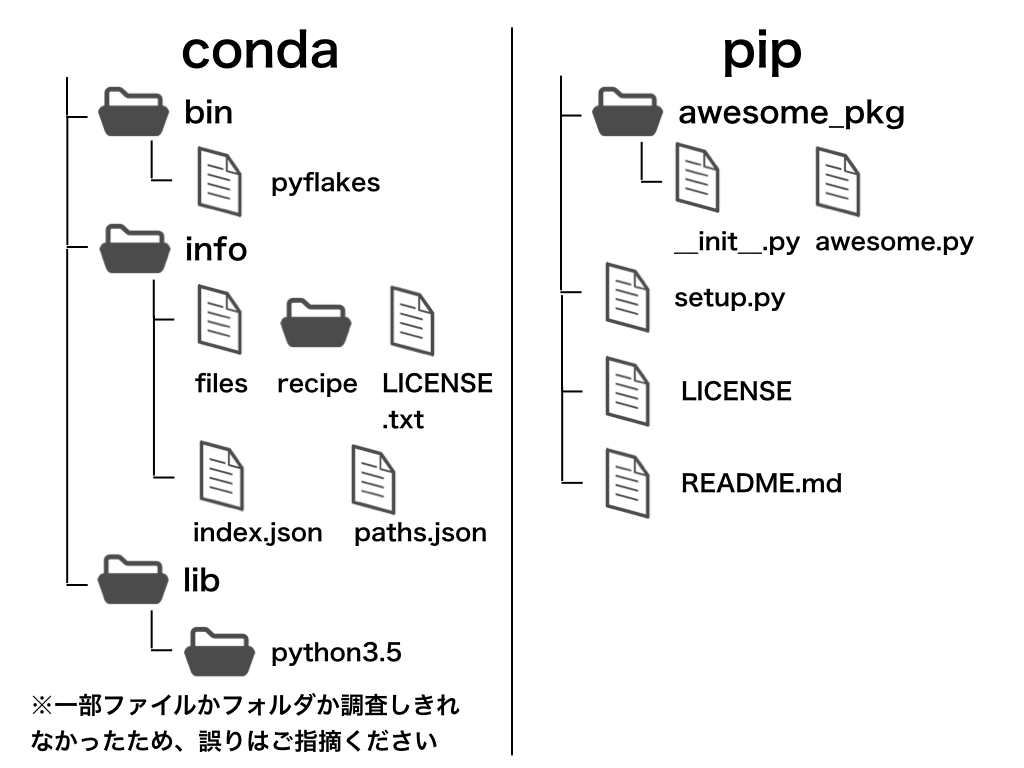 conda
bin
pyflakes
info
files recipe LICENSE
.txt
index.json paths.json
lib
python3.5
※一部ファイルかフォルダか調査しきれ
なかったため、誤りはご指摘ください
pip
awesome_pkg
__init__.py awesome.py
setup.py
LICENSE
README.md